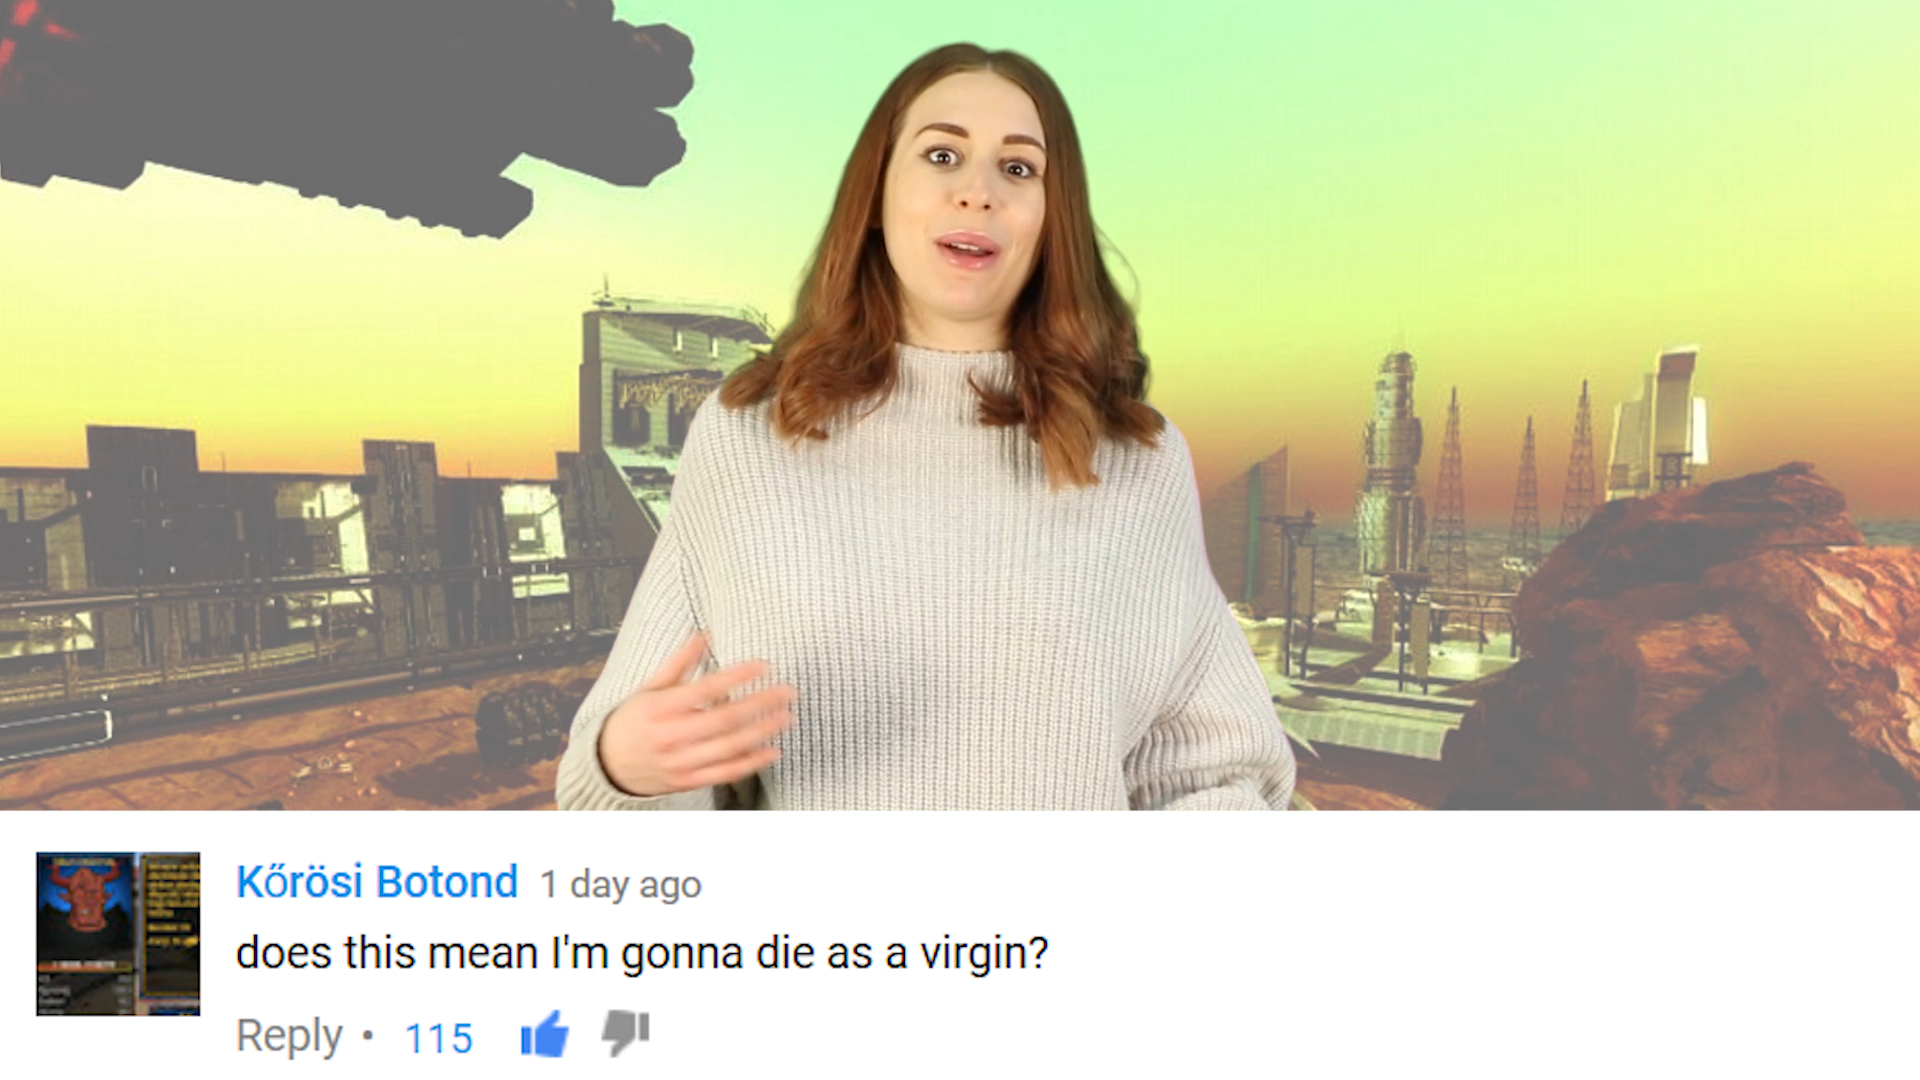 Kőrösi Botond 1 day ago
does this mean I'm gonna die as a virgin?
Reply • 115